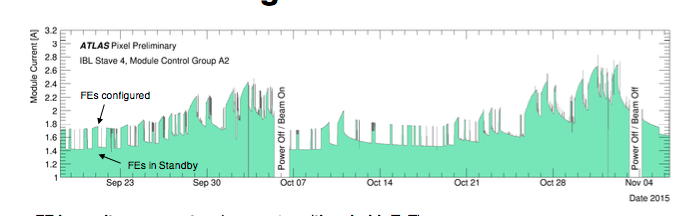 3.2
3
2.8
2.6
2.4
2.2
2
1.8
1.6
1.4
1.2
1
Module Current [A]
ATLAS Pixel Preliminary
IBL Stave 4, Module Control Group A2
FEs configured
FEs in Standby
Power Off / Beam On
Power Off / Beam Off
Sep 23 Sep 30 Oct 07 Oct 14 Oct 21 Oct 28 Nov 04
Date 2015